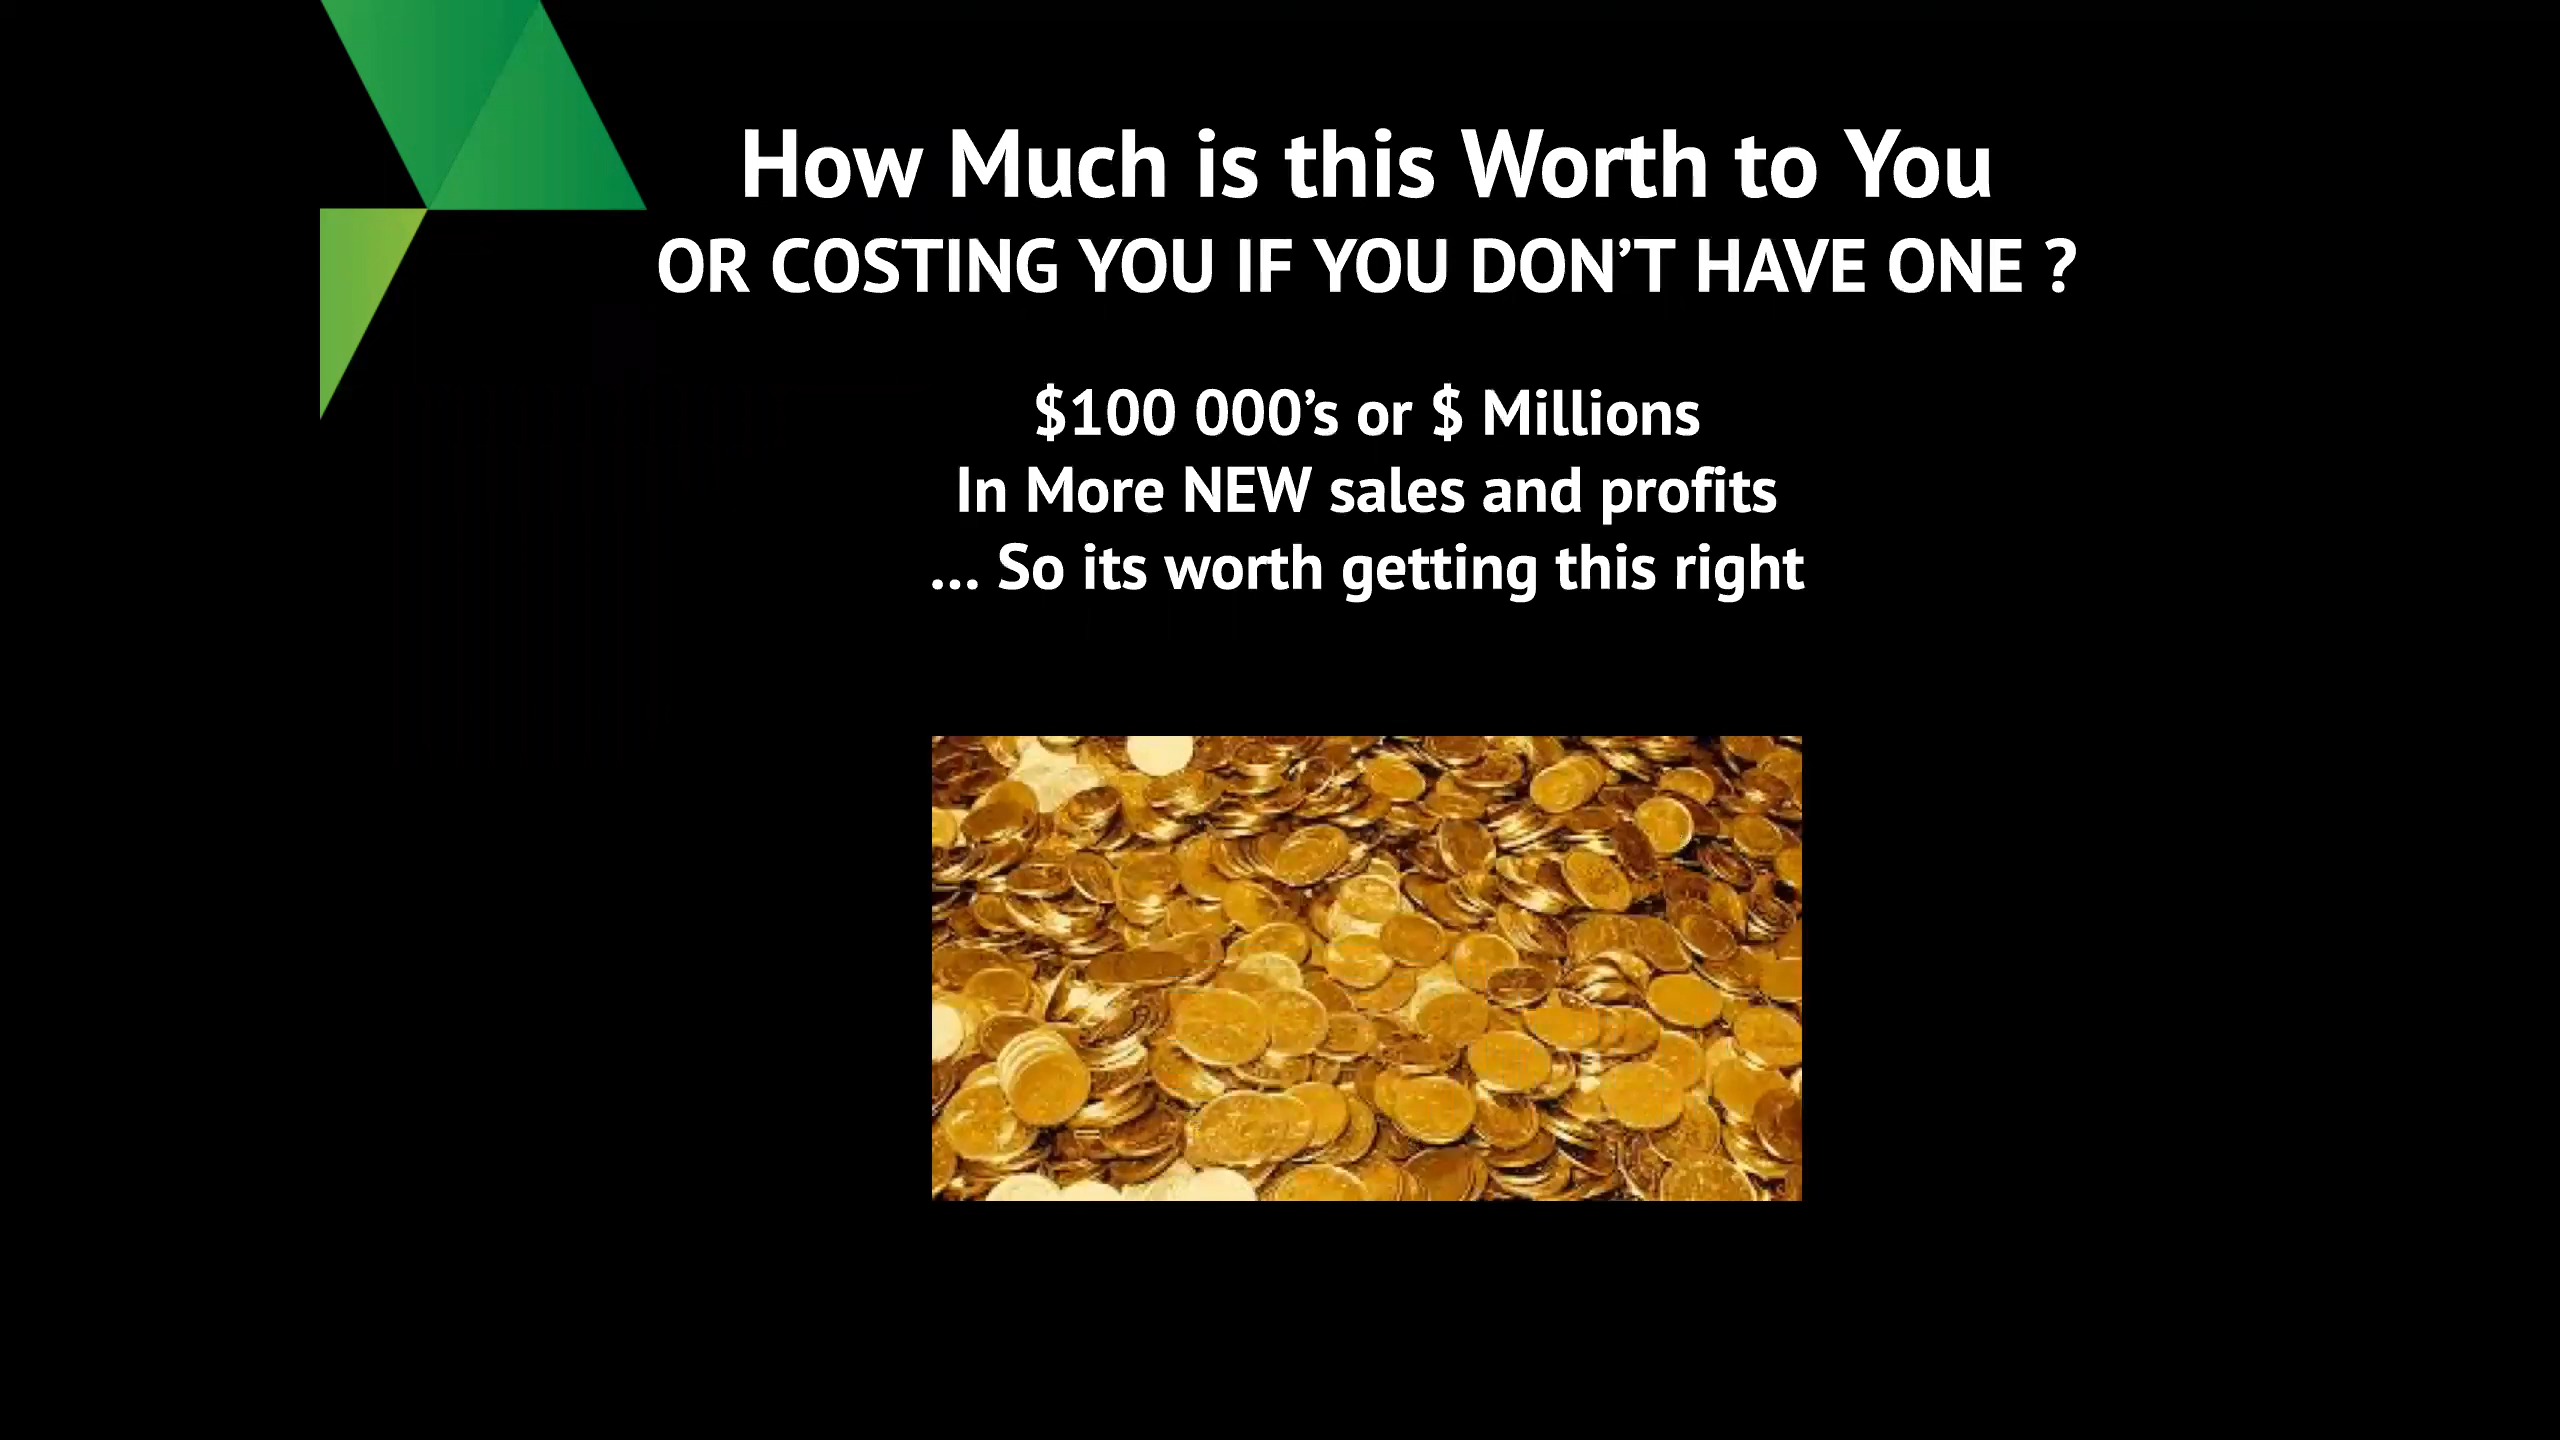 How Much is this Worth to You
OR COSTING YOU IF YOU DON’T HAVE ONE ?
$100 000’s or $ Millions
In More NEW sales and profits
... So its worth getting this right